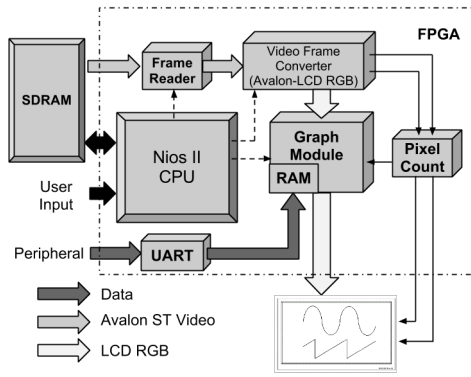 FPGA
Video Frame
Converter
(Avalon-LCD RGB)
Frame
Reader
SDRAM
Nios II
CPU
Graph
Module
RAM
Pixel
Count
User
Input
Peripheral
UART
Data
Avalon ST Video
LCD RGB